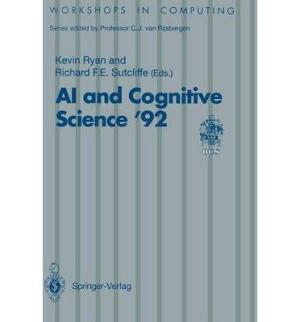 WORKSHOPS IN COMPUTING
Series edited by Professor C.J. van Rijsbergen
Kevin Ryan and
Richard F.E. Sutcliffe (Eds.)
AI and Cognitive
Science '92
BCS
Springer-Verlag